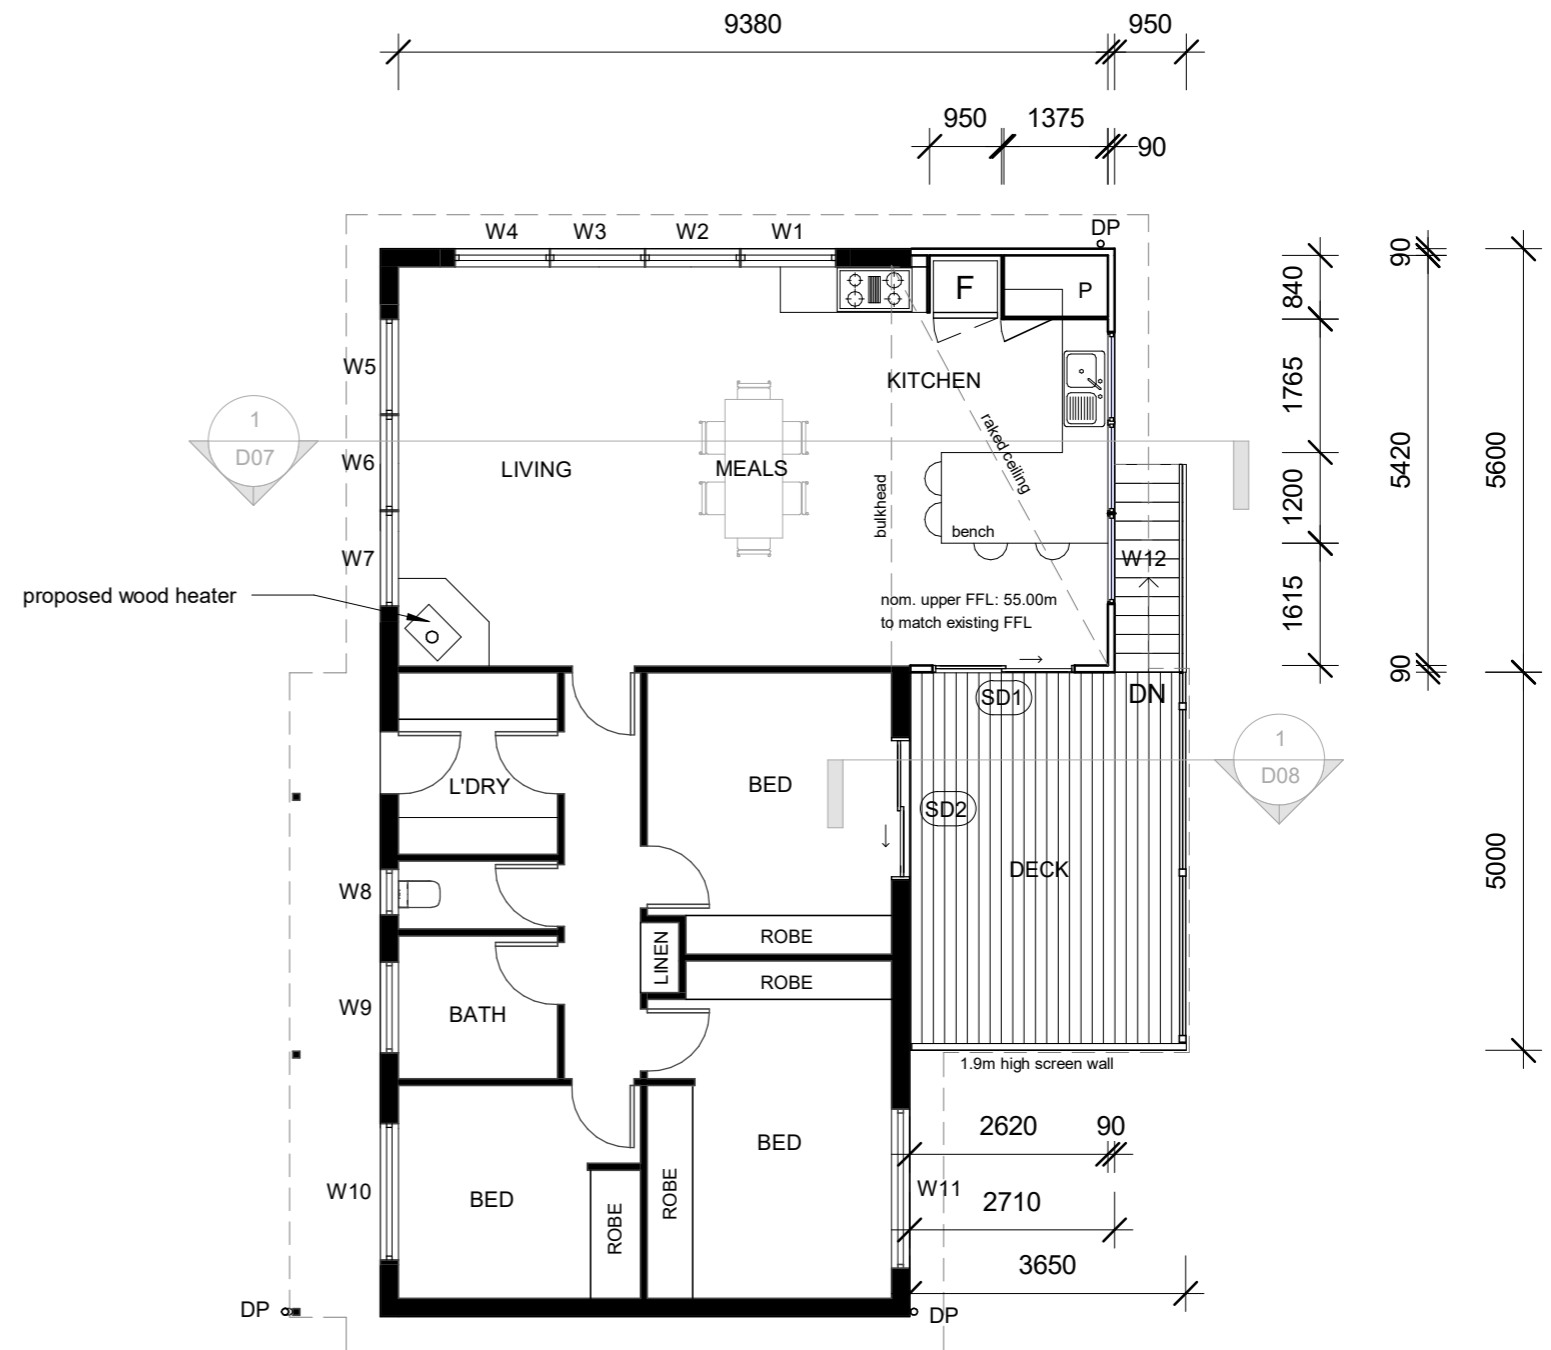 9380
950
950
1375
90
W4
W3
W2
W1
DP
F
P
90
840
W5
KITCHEN
1765
1
D07
raked ceiling
W6
LIVING
MEALS
5420
5600
bulkhead
1200
bench
W7
W12
proposed wood heater
nom. upper FFL: 55.00m
to match existing FFL
1615
90
SD1
DN
1
D08
L'DRY
BED
SD2
DECK
5000
W8
ROBE
LINEN
ROBE
W9
BATH
1.9m high screen wall
2620
90
BED
W10
BED
ROBE
ROBE
W11
2710
3650
DP
DP